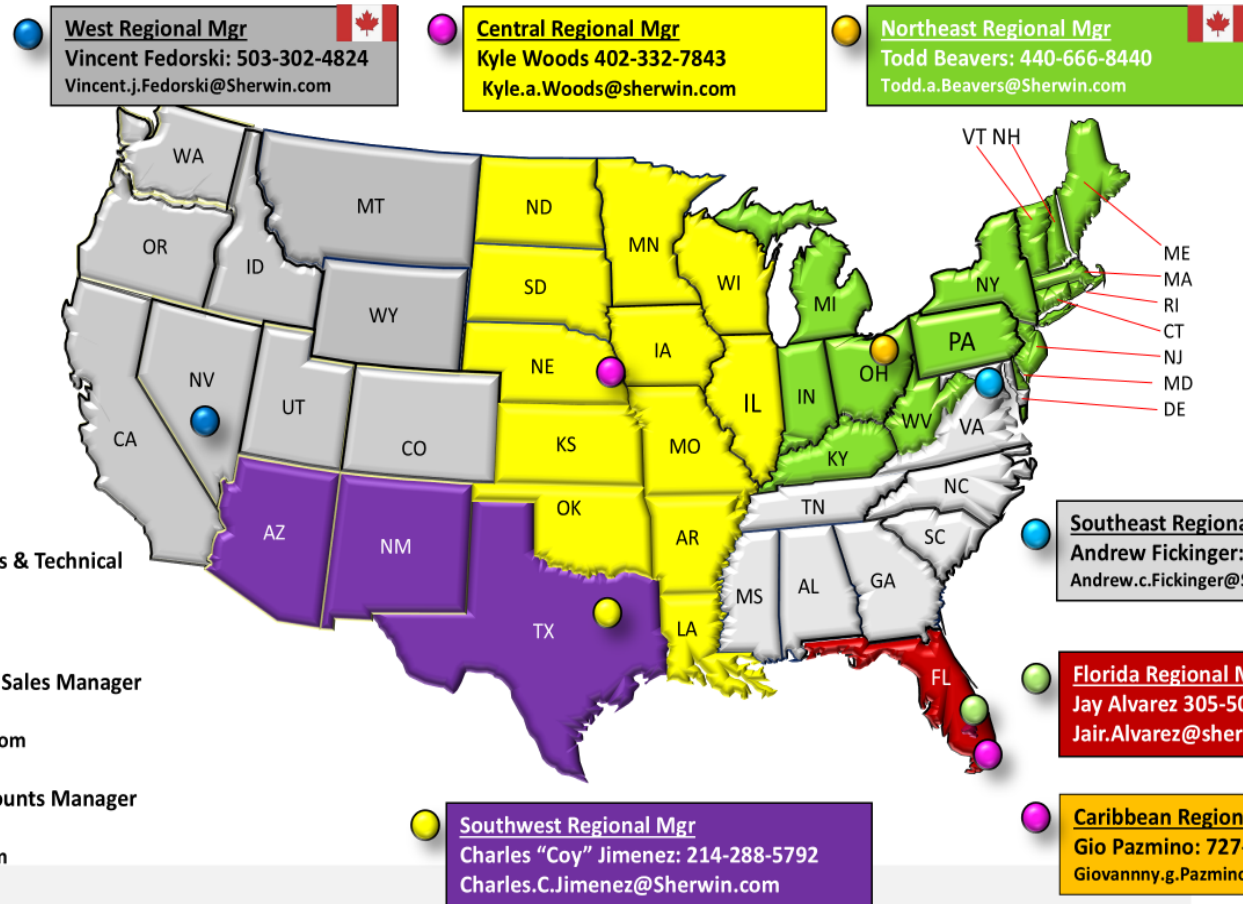 West Regional Mgr
Vincent Fedorski: 503-302-4824
Vincent.j.Fedorski@Sherwin.com
Central Regional Mgr
Kyle Woods 402-332-7843
Kyle.a.Woods@sherwin.com
Northeast Regional Mgr
Todd Beavers: 440-666-8440
Todd.a.Beavers@Sherwin.com
VT NH
WA
MT
ND
MN
OR
ID
SD
WI
MI
NY
ME
MA
RI
CT
NJ
MD
DE
WY
IA
PA
NE
NV
UT
IL
IN
OH
WV
VA
CA
CO
KS
MO
KY
NC
TN
OK
AZ
NM
AR
SC
MS
AL
GA
TX
LA
FL
s & Technical
Sales Manager
om
ounts Manager
n
Southeast Regiona
Andrew Fickinger:
Andrew.c.Fickinger@S
Florida Regional M
Jay Alvarez 305-50
Jair.Alvarez@sher
Southwest Regional Mgr
Charles “Coy” Jimenez: 214-288-5792
Charles.C.Jimenez@Sherwin.com
Caribbean Region
Gio Pazmino: 727-
Giovannny.g.Pazmino